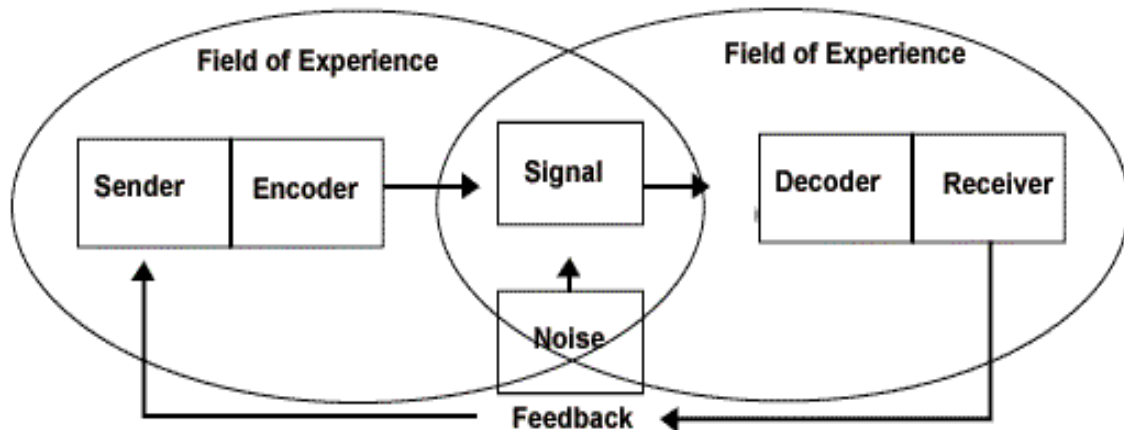 Field of Experience
Field of Experience
Sender
Encoder
Signal
Decoder
Receiver
Noise
Feedback